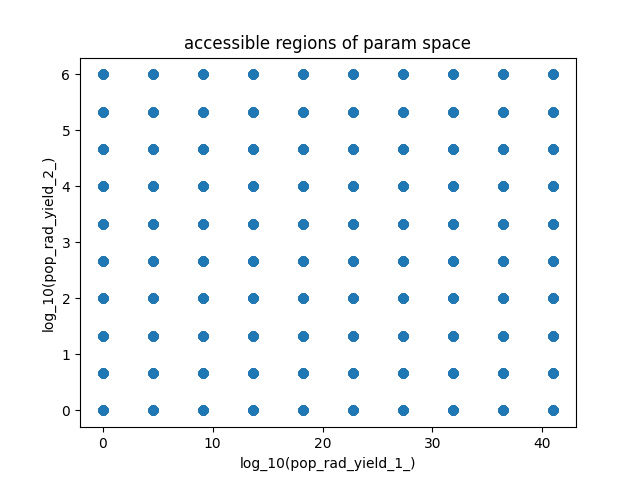 accessible regions of param space
log_10(pop_rad_yield_2_)
6
5
4
3
2
1
0
0 10 20 30 40
log_10(pop_rad_yield_1_)